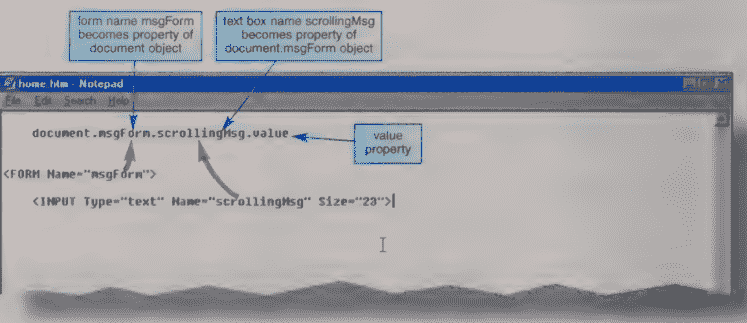 form name msgForm
becomes property of
document object
text box name scrollingMsg
becomes property of
document.msgForm object
home.htm - Notepad
File Edit Search Help
document.msgForm.scrollingMsg.value
value
property
<FORM Name="msgForm">
<INPUT Type="text" Name="scrollingMsg" Size="23">